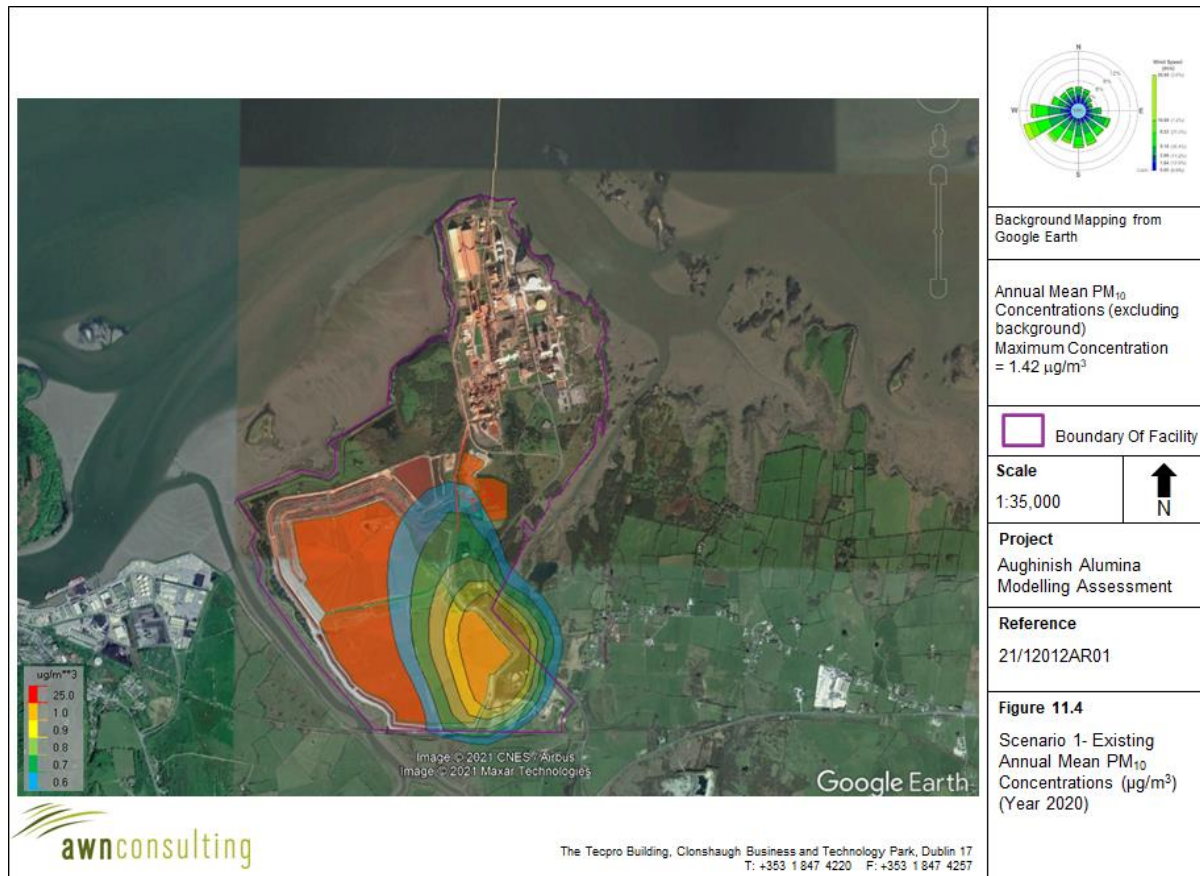 N
12%
W
E
S
Wind Speed
(m/s)
Background Mapping from
Google Earth
Annual Mean PM₁₀
Concentrations (excluding
background)
Maximum Concentration
= 1.42 µg/m³
Boundary Of Facility
Scale
1:35,000
N
Project
Aughinish Alumina
Modelling Assessment
Reference
21/12012AR01
Figure 11.4
Scenario 1- Existing
Annual Mean PM₁₀
Concentrations (µg/m³)
(Year 2020)
ug/m**3
25.0
1.0
0.9
0.8
0.7
0.6
Image © 2021 CNES / Airbus
Image © 2021 Maxar Technologies
Google Earth
awnconsulting
The Tecpro Building, Clonshaugh Business and Technology Park, Dublin 17
T: +353 1 847 4220 F: +353 1 847 4257